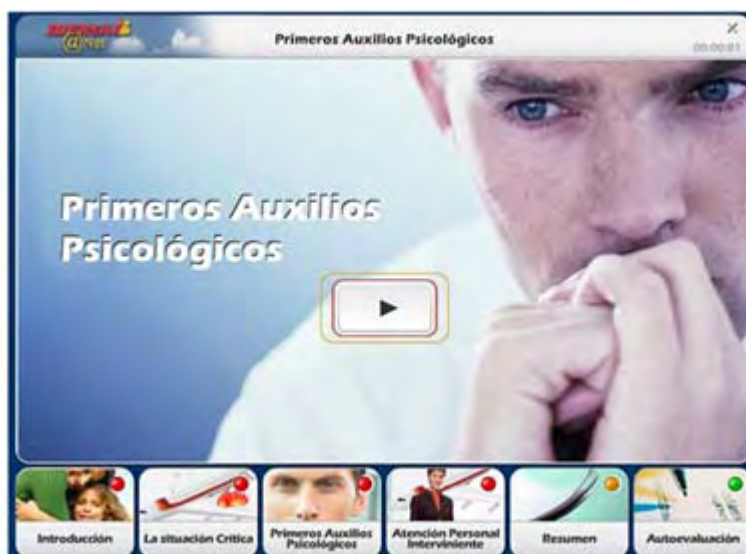 IBERIA
@
Primeros Auxilios Psicológicos
00:00:01
Primeros Auxilios
Psicológicos
Introducción
La situación Crítica
Primeros Auxilios
Psicológicos
Atención Personal
Interviniente
Resumen
Autoevaluación